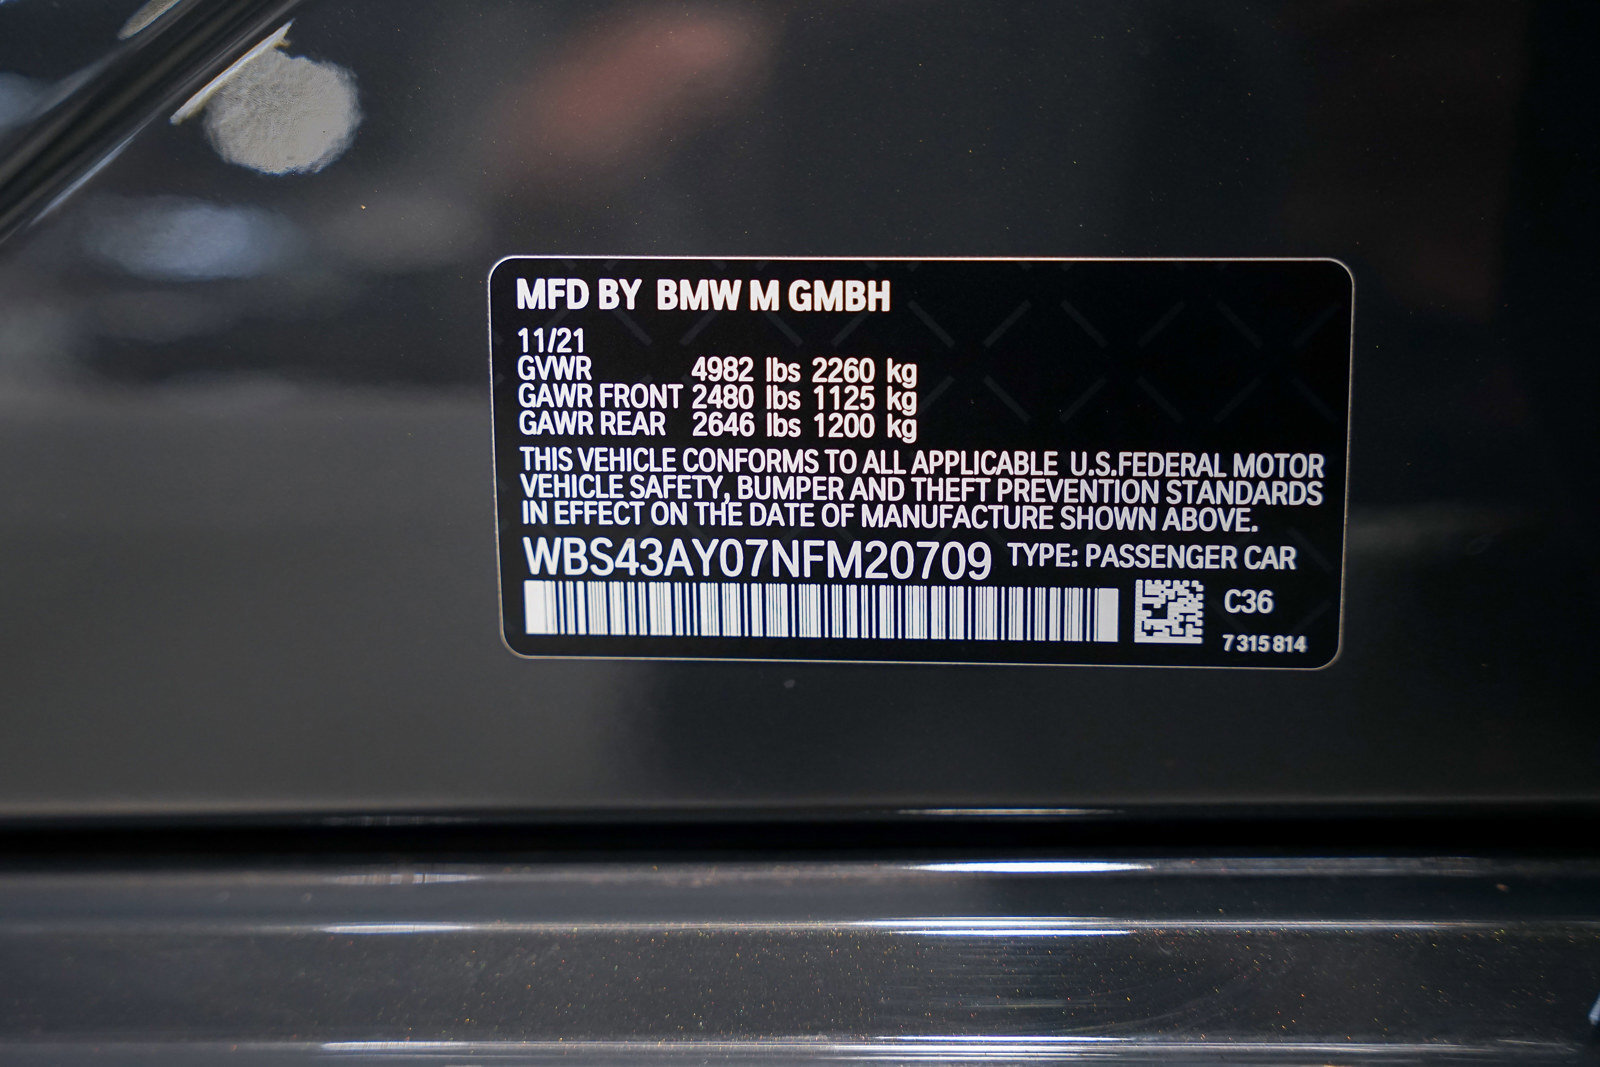 MFD BY BMW M GMBH
11/21
GVWR 4982 lbs 2260 kg
GAWR FRONT 2480 lbs 1125 kg
GAWR REAR 2646 lbs 1200 kg
THIS VEHICLE CONFORMS TO ALL APPLICABLE U.S.FEDERAL MOTOR
VEHICLE SAFETY, BUMPER AND THEFT PREVENTION STANDARDS
IN EFFECT ON THE DATE OF MANUFACTURE SHOWN ABOVE.
WBS43AY07NFM20709 TYPE: PASSENGER CAR
C36
7 315 814